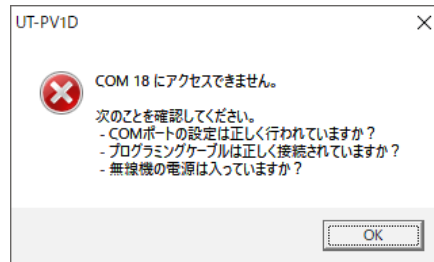 UT-PV1D
COM 18 にアクセスできません。
次のことを確認してください。
- COMポートの設定は正しく行われていますか？
- プログラミングケーブルは正しく接続されていますか？
- 無線機の電源は入っていますか？
OK